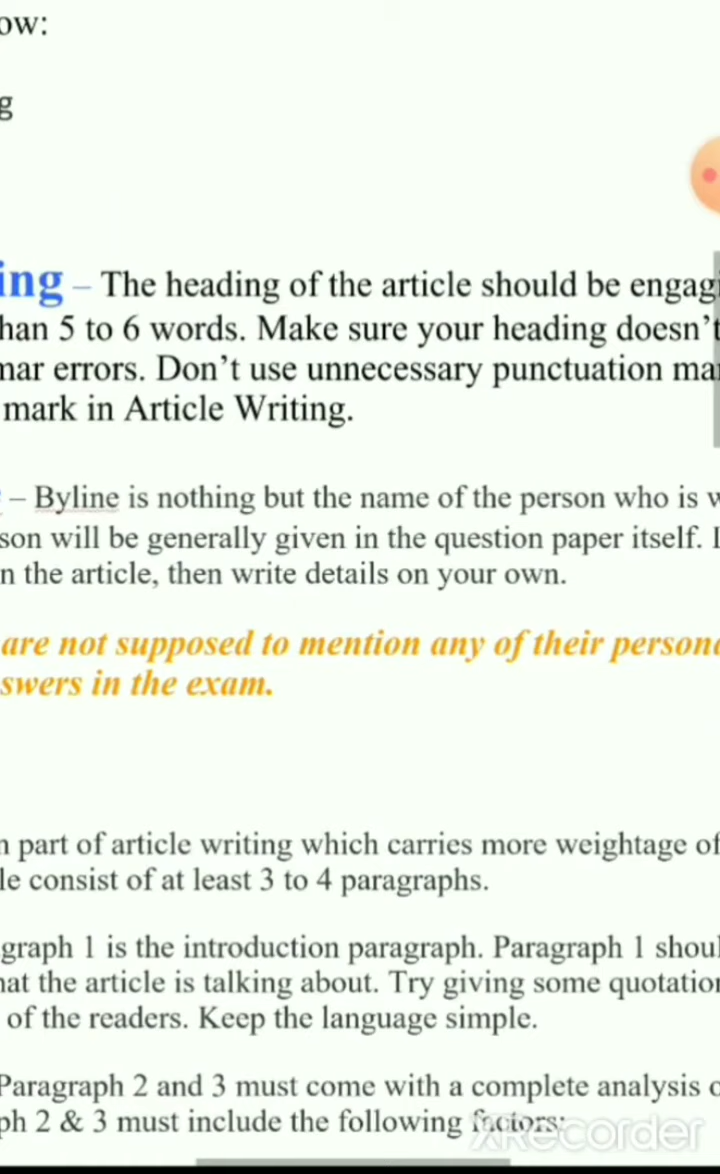 ow:
g
ing – The heading of the article should be engagi
han 5 to 6 words. Make sure your heading doesn't
mar errors. Don't use unnecessary punctuation mar
mark in Article Writing.
– Byline is nothing but the name of the person who is w
son will be generally given in the question paper itself. I
n the article, then write details on your own.
are not supposed to mention any of their persona
swers in the exam.
n part of article writing which carries more weightage of
le consist of at least 3 to 4 paragraphs.
graph 1 is the introduction paragraph. Paragraph 1 shoul
hat the article is talking about. Try giving some quotation
of the readers. Keep the language simple.
Paragraph 2 and 3 must come with a complete analysis o
ph 2 & 3 must include the following factors:
XRecorder